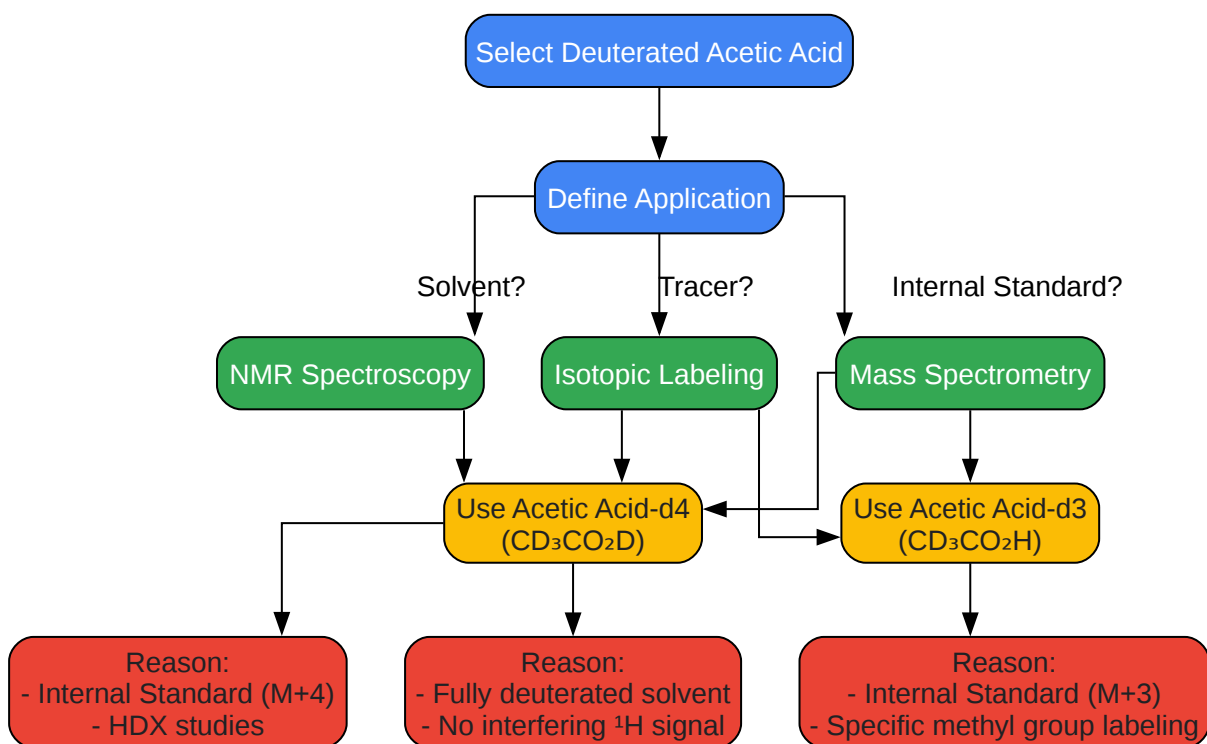 Select Deuterated Acetic Acid
Define Application
Solvent?
Tracer?
Internal Standard?
NMR Spectroscopy
Isotopic Labeling
Mass Spectrometry
Use Acetic Acid-d4
(CD₃CO₂D)
Use Acetic Acid-d3
(CD₃CO₂H)
Reason:
- Internal Standard (M+4)
- HDX studies
Reason:
- Fully deuterated solvent
- No interfering ¹H signal
Reason:
- Internal Standard (M+3)
- Specific methyl group labeling